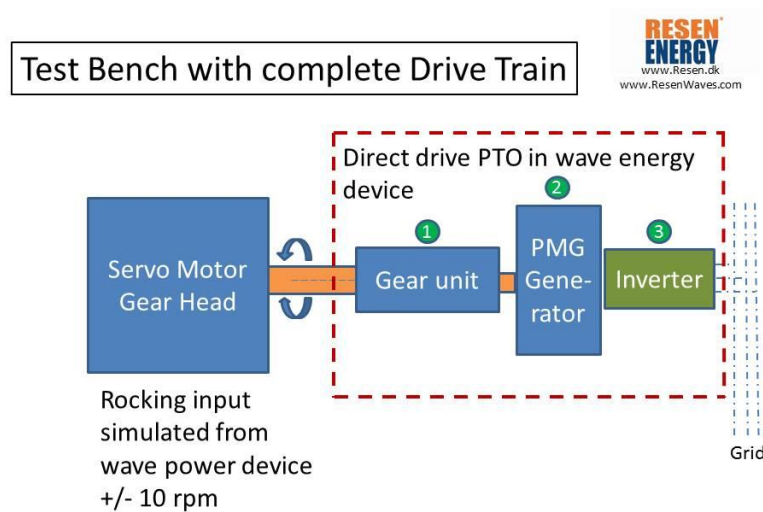 RESEN
ENERGY
www.Resen.dk
www.ResenWaves.com
Test Bench with complete Drive Train
Direct drive PTO in wave energy
device
1
2
3
Servo Motor
Gear Head
Gear unit
PMG
Gene-
rator
Inverter
Rocking input
simulated from
wave power device
+/- 10 rpm
Grid